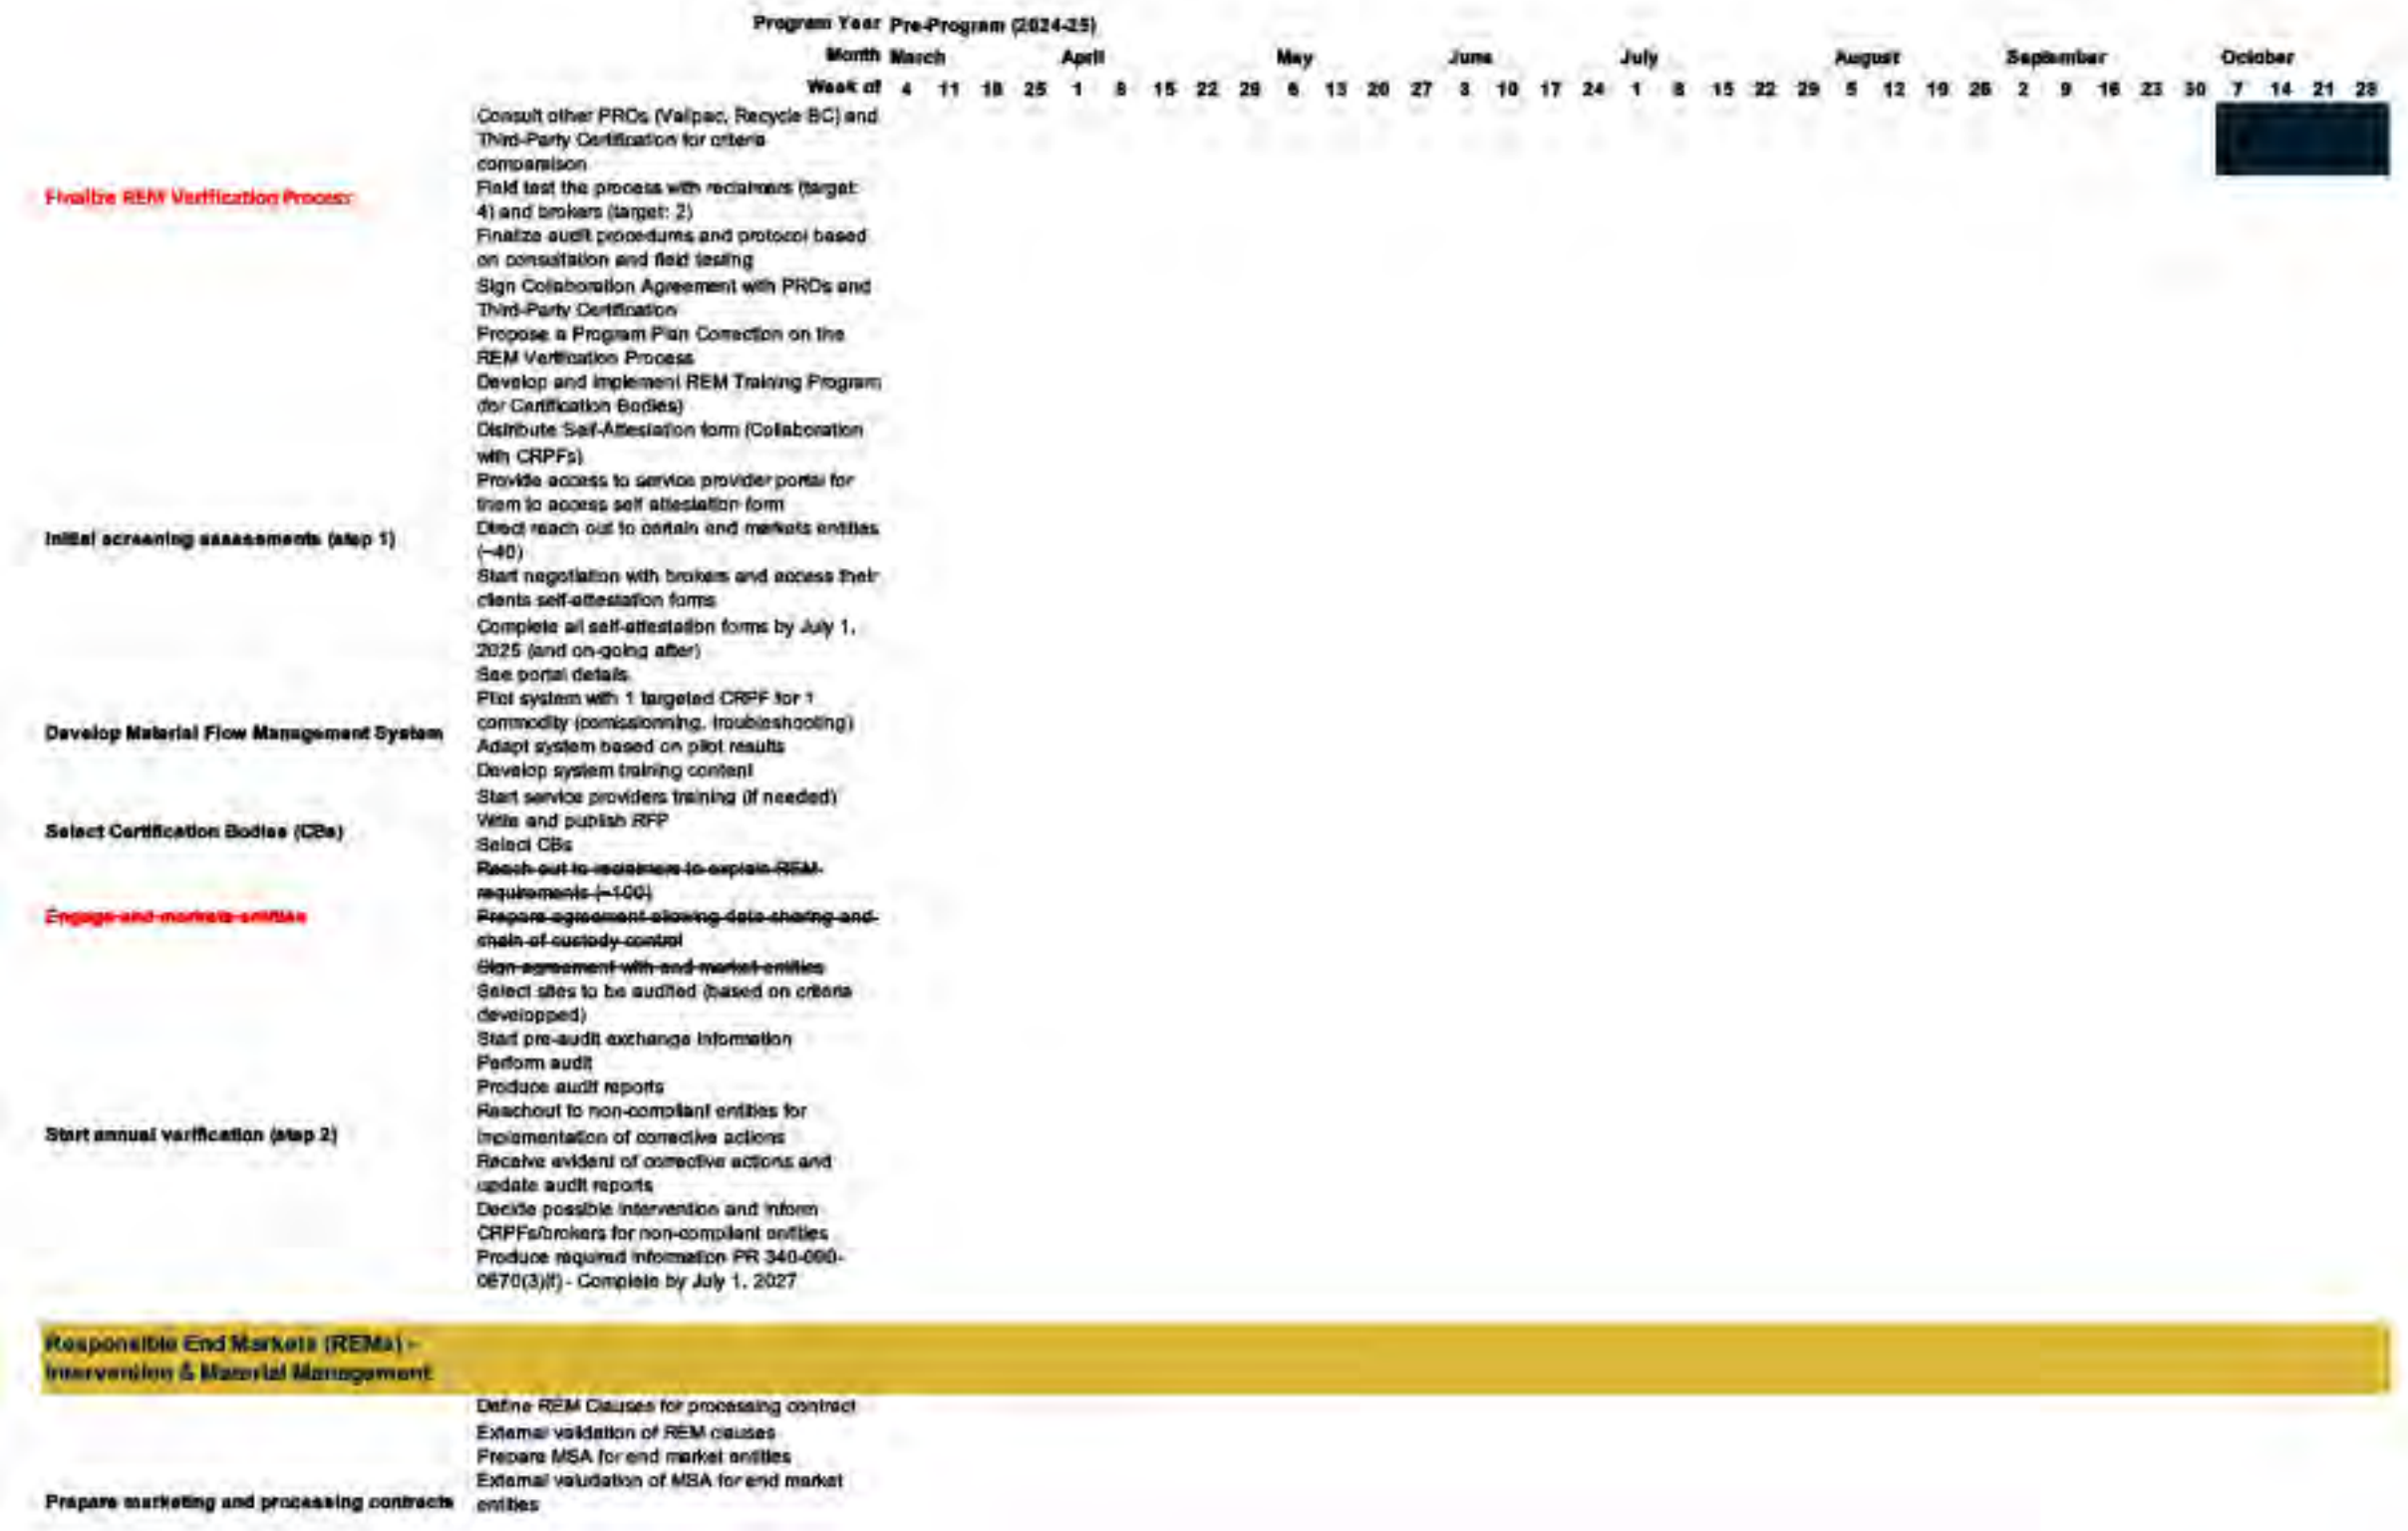 Program Year Pre-Program (2024-25)
Month March April May June July August September October
Week of 4 11 18 25 1 8 15 22 29 6 13 20 27 3 10 17 24 1 8 15 22 29 5 12 19 26 2 9 16 23 30 7 14 21 28
Consult other PROs (Valpac, Recycle BC) and
Third-Party Certification for criteria
comparaison
Finalize REM Verification Process
Field test the process with reclaimers (target:
4) and brokers (target: 2)
Finalize audit procedures and protocol based
on consultation and field testing
Sign Collaboration Agreement with PROs and
Third-Party Certification
Propose a Program Plan Correction on the
REM Verification Process
Develop and implement REM Training Program
(for Certification Bodies)
Distribute Self-Attestation form (Collaboration
with CRPFs)
Provide access to service provider portal for
them to access self attestation form
Initial screening assessments (step 1)
Direct reach out to certain end markets entities
(~40)
Start negotiation with brokers and access their
clients self-attestation forms
Complete all self-attestation forms by July 1,
2025 (and on-going after)
See portal details
Develop Material Flow Management System
Pilot system with 1 targeted CRPF for 1
commodity (comissionning, troubleshooting)
Adapt system based on pilot results
Develop system training content
Start service providers training (if needed)
Select Certification Bodies (CBs)
Write and publish RFP
Select CBs
Reach out to reclaimers to explain REM
requirements (~100)
Engage end markets entities
Prepare agreement allowing data sharing and
chain of custody control
Sign agreement with end market entities
Select sites to be audited (based on criteria
developped)
Start pre-audit exchange information
Perform audit
Produce audit reports
Start annual verification (step 2)
Reachout to non-compliant entities for
implementation of corrective actions
Receive evident of corrective actions and
update audit reports
Decide possible intervention and inform
CRPFs/brokers for non-compliant entities
Produce required information PR 340-090-
0670(3)(f) - Complete by July 1, 2027
Responsible End Markets (REMs) -
Intervention & Material Management
Define REM Clauses for processing contract
External validation of REM clauses
Prepare MSA for end market entities
External valudation of MSA for end market
entities
Prepare marketing and processing contracts